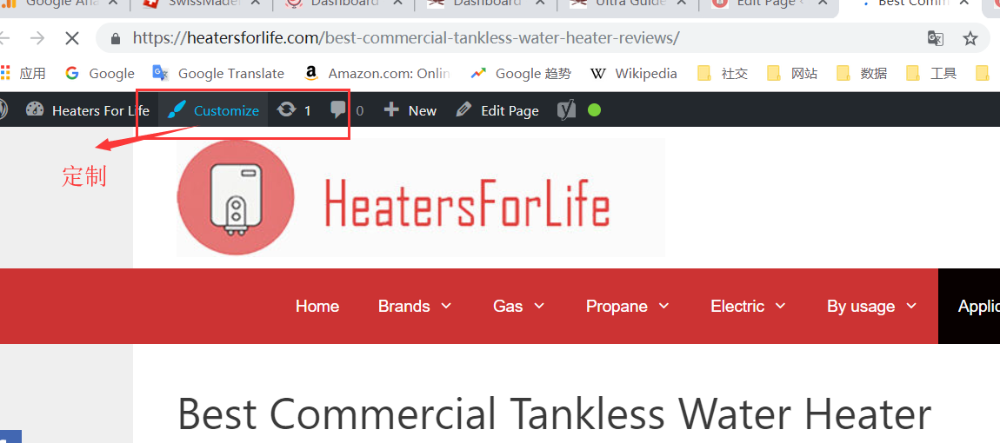 Google Ana
SwissMadeI
Dashboard
Dashboard
Ultra Guide
Edit Page
Best Comm
https://heatersforlife.com/best-commercial-tankless-water-heater-reviews/
应用 Google Google Translate Amazon.com: Onlin Google 趋势 Wikipedia 社交 网站 数据 工具
Heaters For Life Customize 1 0 New Edit Page
定制
HeatersForLife
Home Brands Gas Propane Electric By usage Applic
Best Commercial Tankless Water Heater